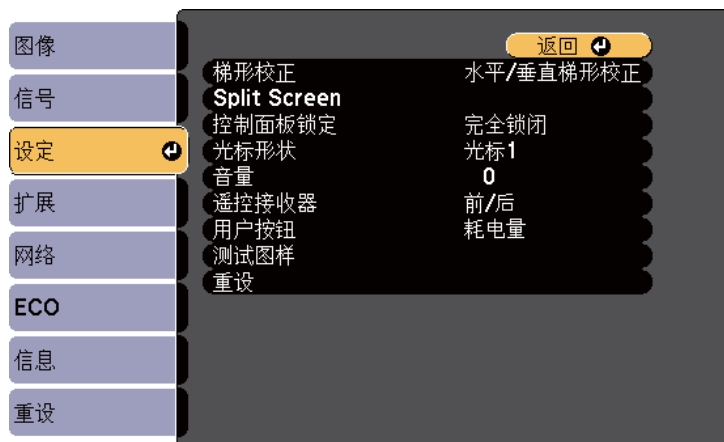 图像
信号
设定
扩展
网络
ECO
信息
重设
返回
梯形校正 水平/垂直梯形校正
Split Screen
控制面板锁定 完全锁闭
光标形状 光标1
音量 0
遥控接收器 前/后
用户按钮 耗电量
测试图样
重设